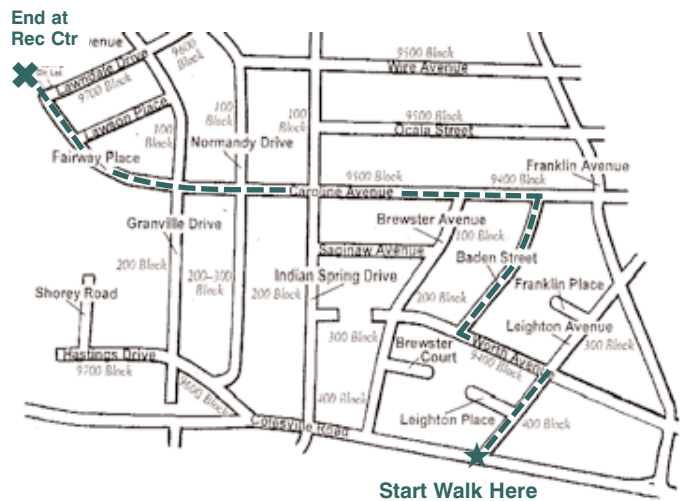 End at
Rec Ctr
venue
9600
Block
9500 Block
Wire Avenue
Lawndale Drive
9700 Block
Lawson Place
100
Block
100
Block
100
Block
9500 Block
Ocala Street
Normandy Drive
Fairway Place
Franklin Avenue
9500 Block
9400 Block
Caroline Avenue
Brewster Avenue
100 Block
Granville Drive
Saginaw Avenue
Baden Street
200 Block
200-300
Block
Indian Spring Drive
200 Block
200 Block
Franklin Place
Shorey Road
Leighton Avenue
300 Block
300 Block
Brewster
Court
Worth Avenue
9400 Block
Hastings Drive
9700 Block
9600 Block
400 Block
Leighton Place
400 Block
Colesville Road
Start Walk Here